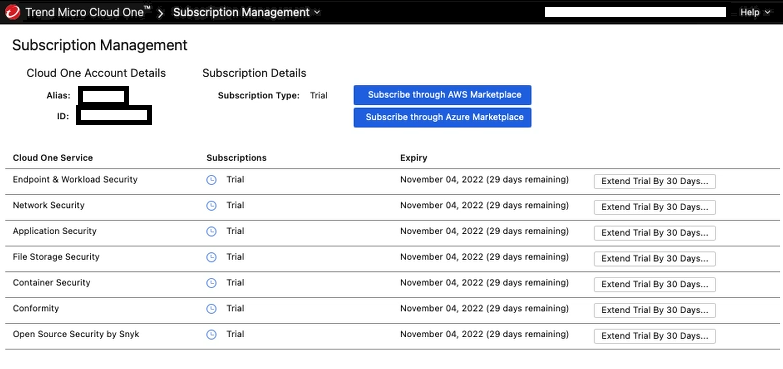 Trend Micro Cloud One™ > Subscription Management
Help
Subscription Management
Cloud One Account Details
Subscription Details
Alias:
Subscription Type: Trial
Subscribe through AWS Marketplace
ID:
Subscribe through Azure Marketplace
Cloud One Service Subscriptions Expiry
Endpoint & Workload Security Trial November 04, 2022 (29 days remaining) Extend Trial By 30 Days...
Network Security Trial November 04, 2022 (29 days remaining) Extend Trial By 30 Days...
Application Security Trial November 04, 2022 (29 days remaining) Extend Trial By 30 Days...
File Storage Security Trial November 04, 2022 (29 days remaining) Extend Trial By 30 Days...
Container Security Trial November 04, 2022 (29 days remaining) Extend Trial By 30 Days...
Conformity Trial November 04, 2022 (29 days remaining) Extend Trial By 30 Days...
Open Source Security by Snyk Trial November 04, 2022 (29 days remaining) Extend Trial By 30 Days...